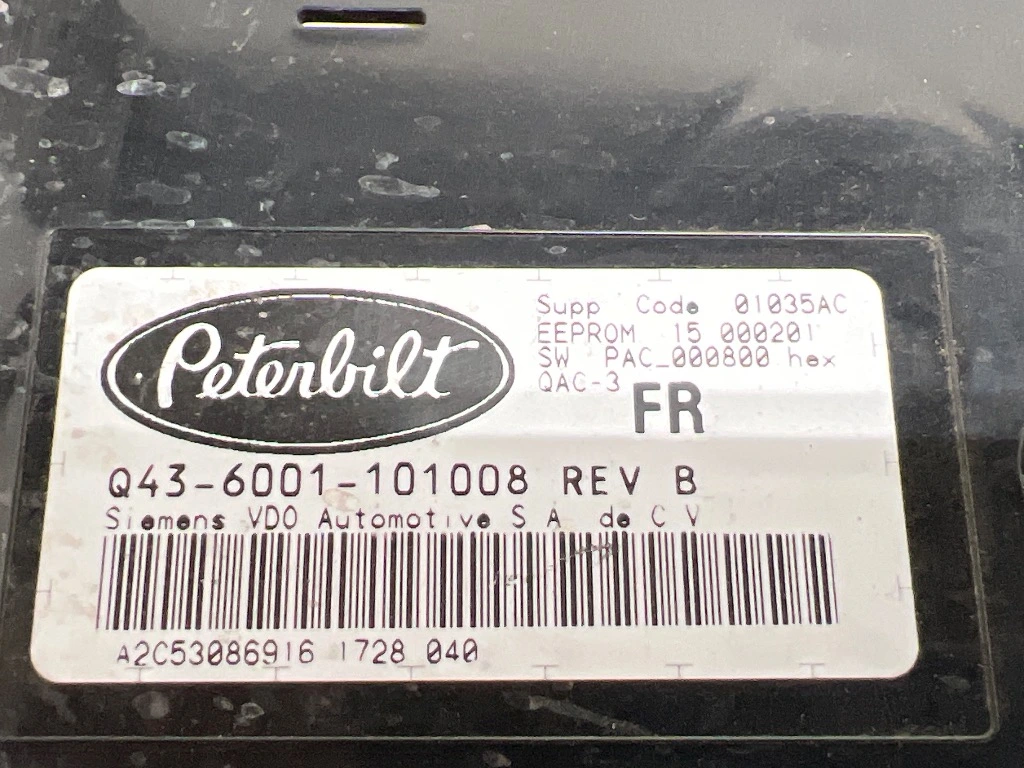 Peterbilt
Supp Code 01035AC
EEPROM 15 000201
SW PAC_000800 hex
QAC-3
FR
Q43-6001-101008 REV B
Siemens VDO Automotive S A de C V
A2C53086916 1728 040